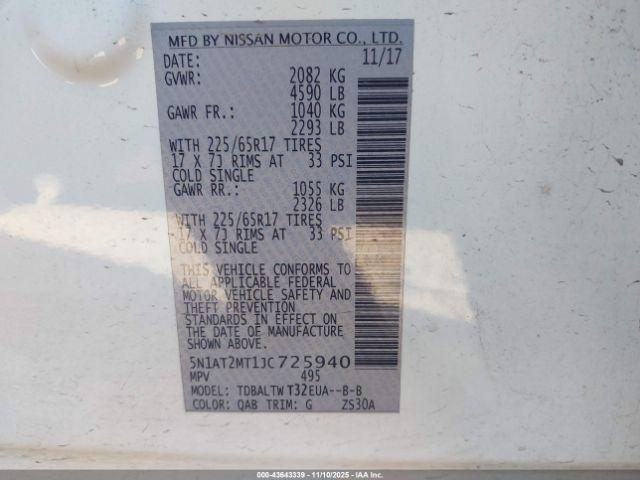 MFD BY NISSAN MOTOR CO., LTD.
DATE: 11/17
GVWR: 2082 KG
4590 LB
GAWR FR.: 1040 KG
2293 LB
WITH 225/65R17 TIRES
17 X 7J RIMS AT 33 PSI
COLD SINGLE
GAWR RR.: 1055 KG
2326 LB
WITH 225/65R17 TIRES
17 X 7J RIMS AT 33 PSI
COLD SINGLE
THIS VEHICLE CONFORMS TO
ALL APPLICABLE FEDERAL
MOTOR VEHICLE SAFETY AND
THEFT PREVENTION
STANDARDS IN EFFECT ON
THE DATE OF MANUFACTURE
SHOWN ABOVE.
5N1AT2MT1JC725940
MPV 495
MODEL: TDBALTW T32EUA--B-B
COLOR: QAB TRIM: G ZS30A
000-43643339 - 11/10/2025 - IAA Inc.